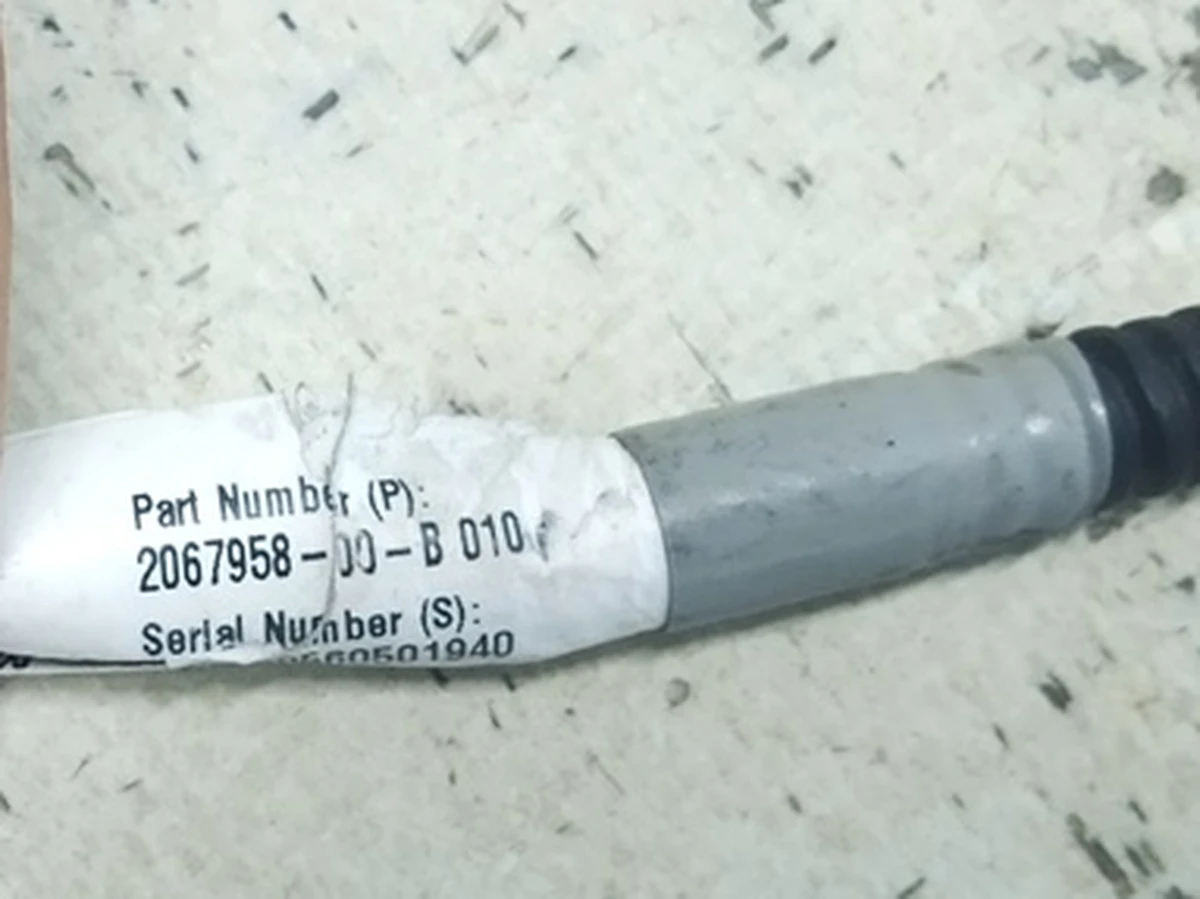 Part Number (P):
2067958-00-B 010
Serial Number (S):